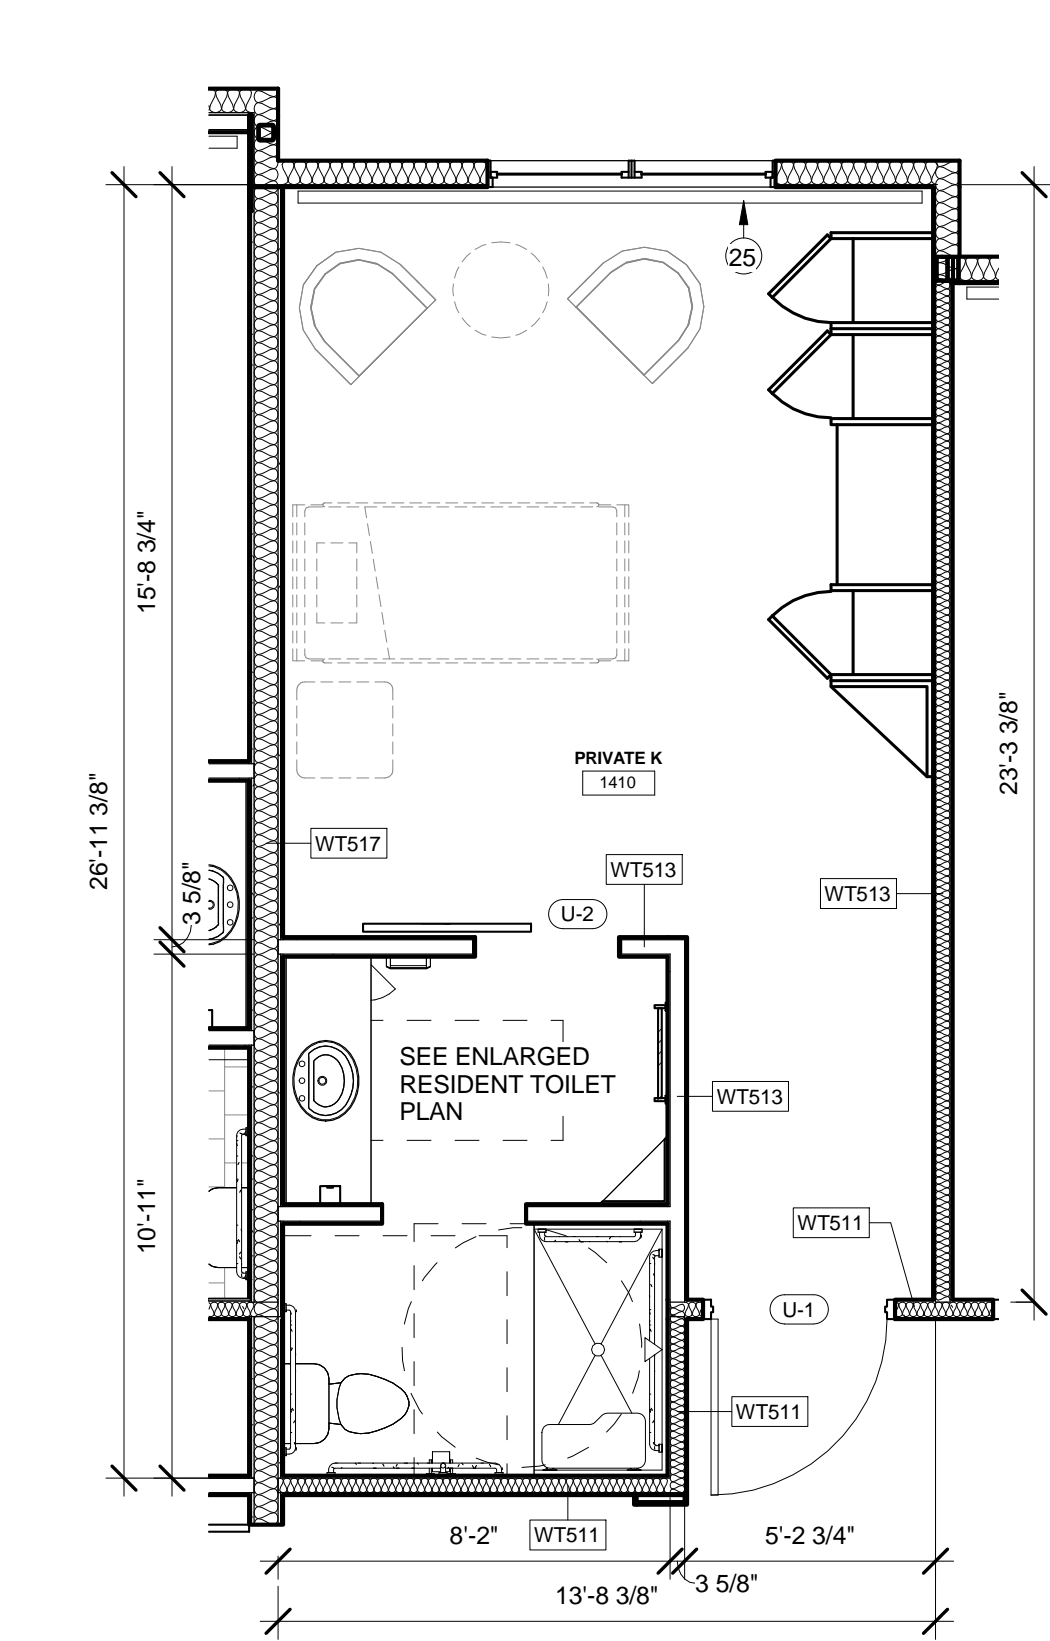 25
15'-8 3/4"
26'-11 3/8"
23'-3 3/8"
PRIVATE K
1410
WT517
WT513
WT513
3 5/8"
U-2
SEE ENLARGED
RESIDENT TOILET
PLAN
WT513
10'-11"
WT511
U-1
WT511
8'-2"
WT511
5'-2 3/4"
3 5/8"
13'-8 3/8"